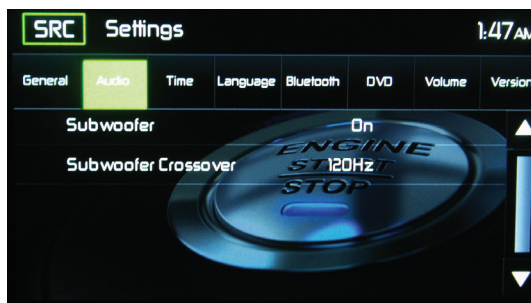 SRC Settings 1:47AM
General Audio Time Language Bluetooth DVD Volume Version
Subwoofer On
Subwoofer Crossover 120Hz
ENGINE
START
STOP